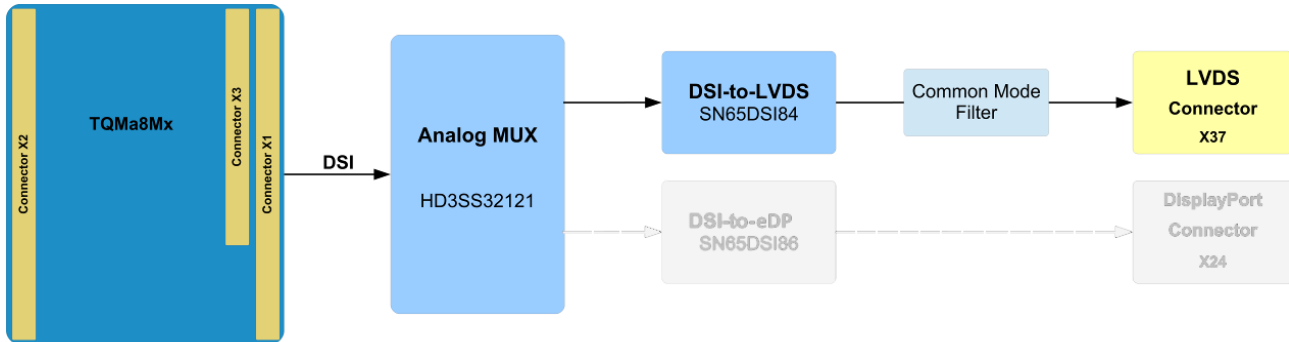 Connector X2
TQMa8Mx
Connector X3
Connector X1
DSI
Analog MUX
HD3SS32121
DSI-to-LVDS
SN65DSI84
Common Mode
Filter
LVDS
Connector
X37
DSI-to-eDP
SN65DSI86
DisplayPort
Connector
X24